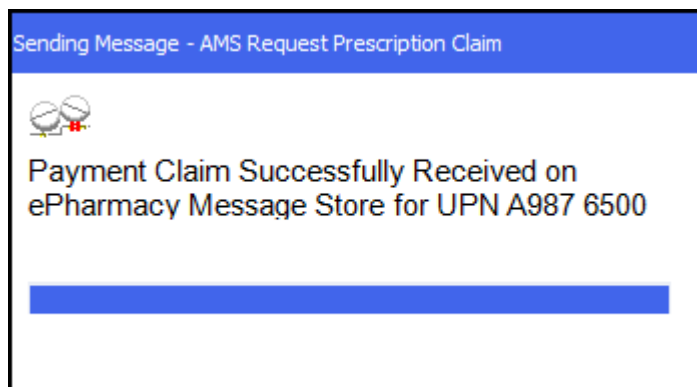 Sending Message - AMS Request Prescription Claim
Payment Claim Successfully Received on
ePharmacy Message Store for UPN A987 6500